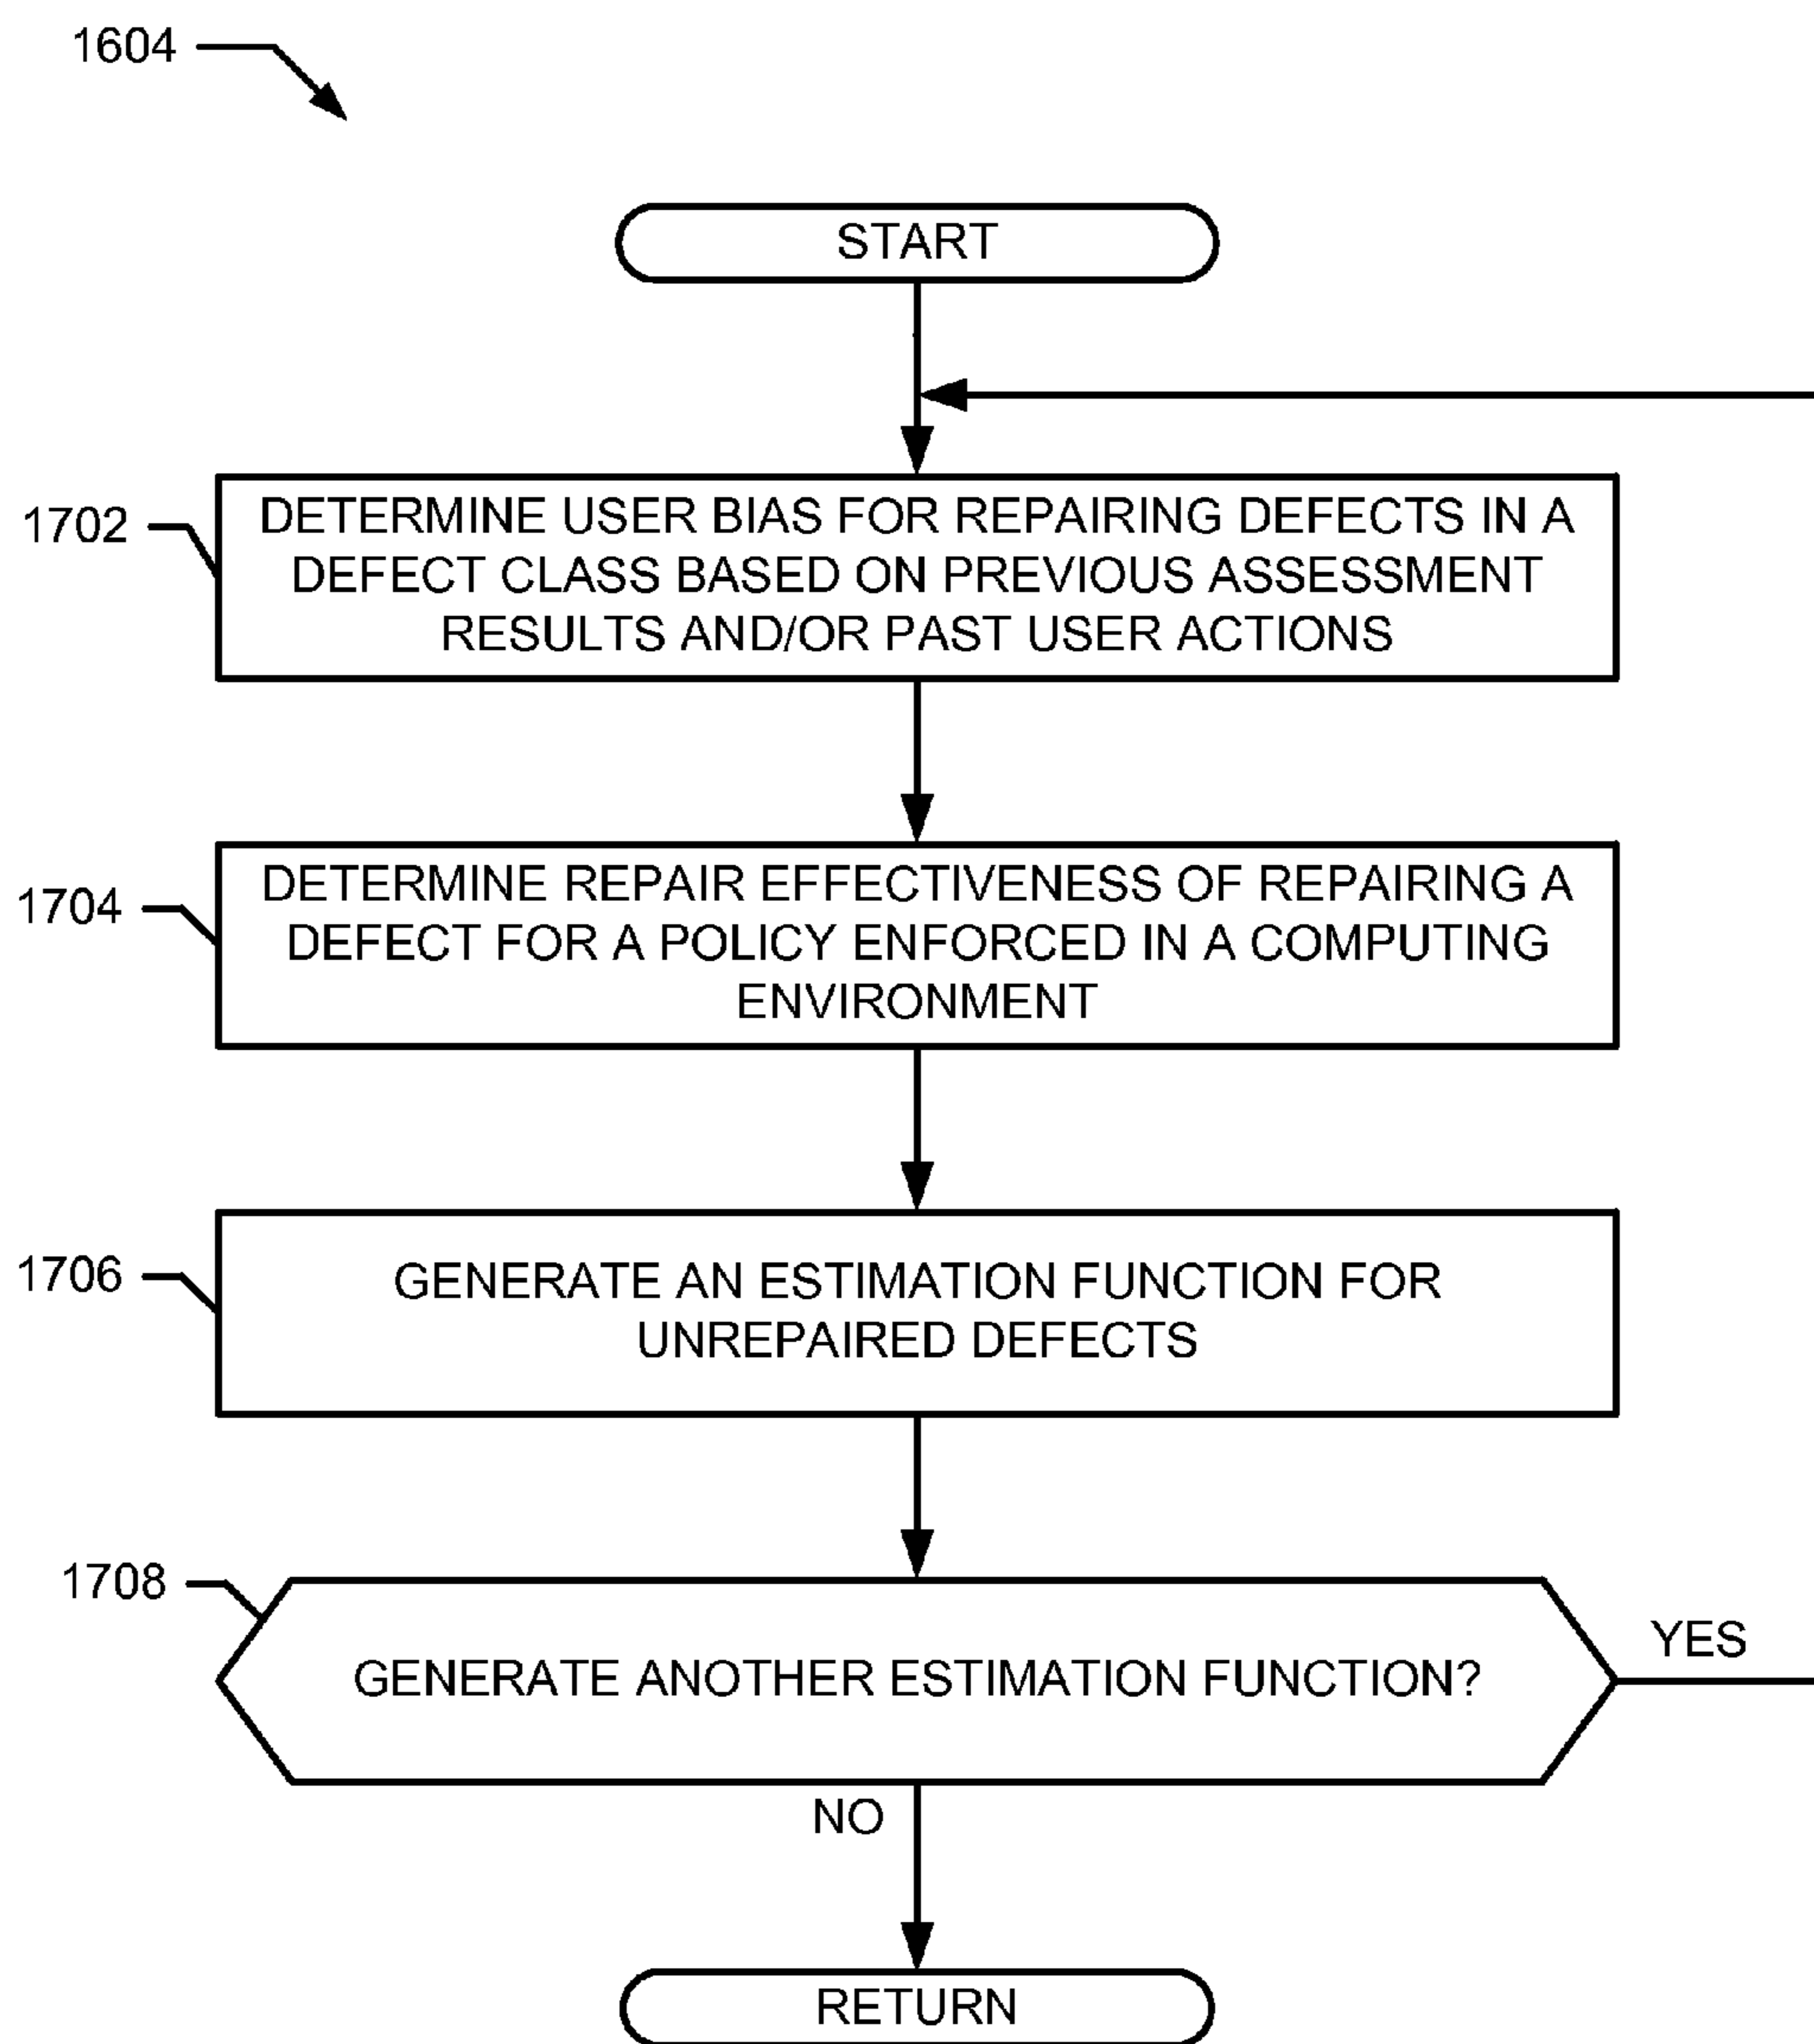 1604
START
1702
DETERMINE USER BIAS FOR REPAIRING DEFECTS IN A
DEFECT CLASS BASED ON PREVIOUS ASSESSMENT
RESULTS AND/OR PAST USER ACTIONS
1704
DETERMINE REPAIR EFFECTIVENESS OF REPAIRING A
DEFECT FOR A POLICY ENFORCED IN A COMPUTING
ENVIRONMENT
1706
GENERATE AN ESTIMATION FUNCTION FOR
UNREPAIRED DEFECTS
1708
GENERATE ANOTHER ESTIMATION FUNCTION?
YES
NO
RETURN